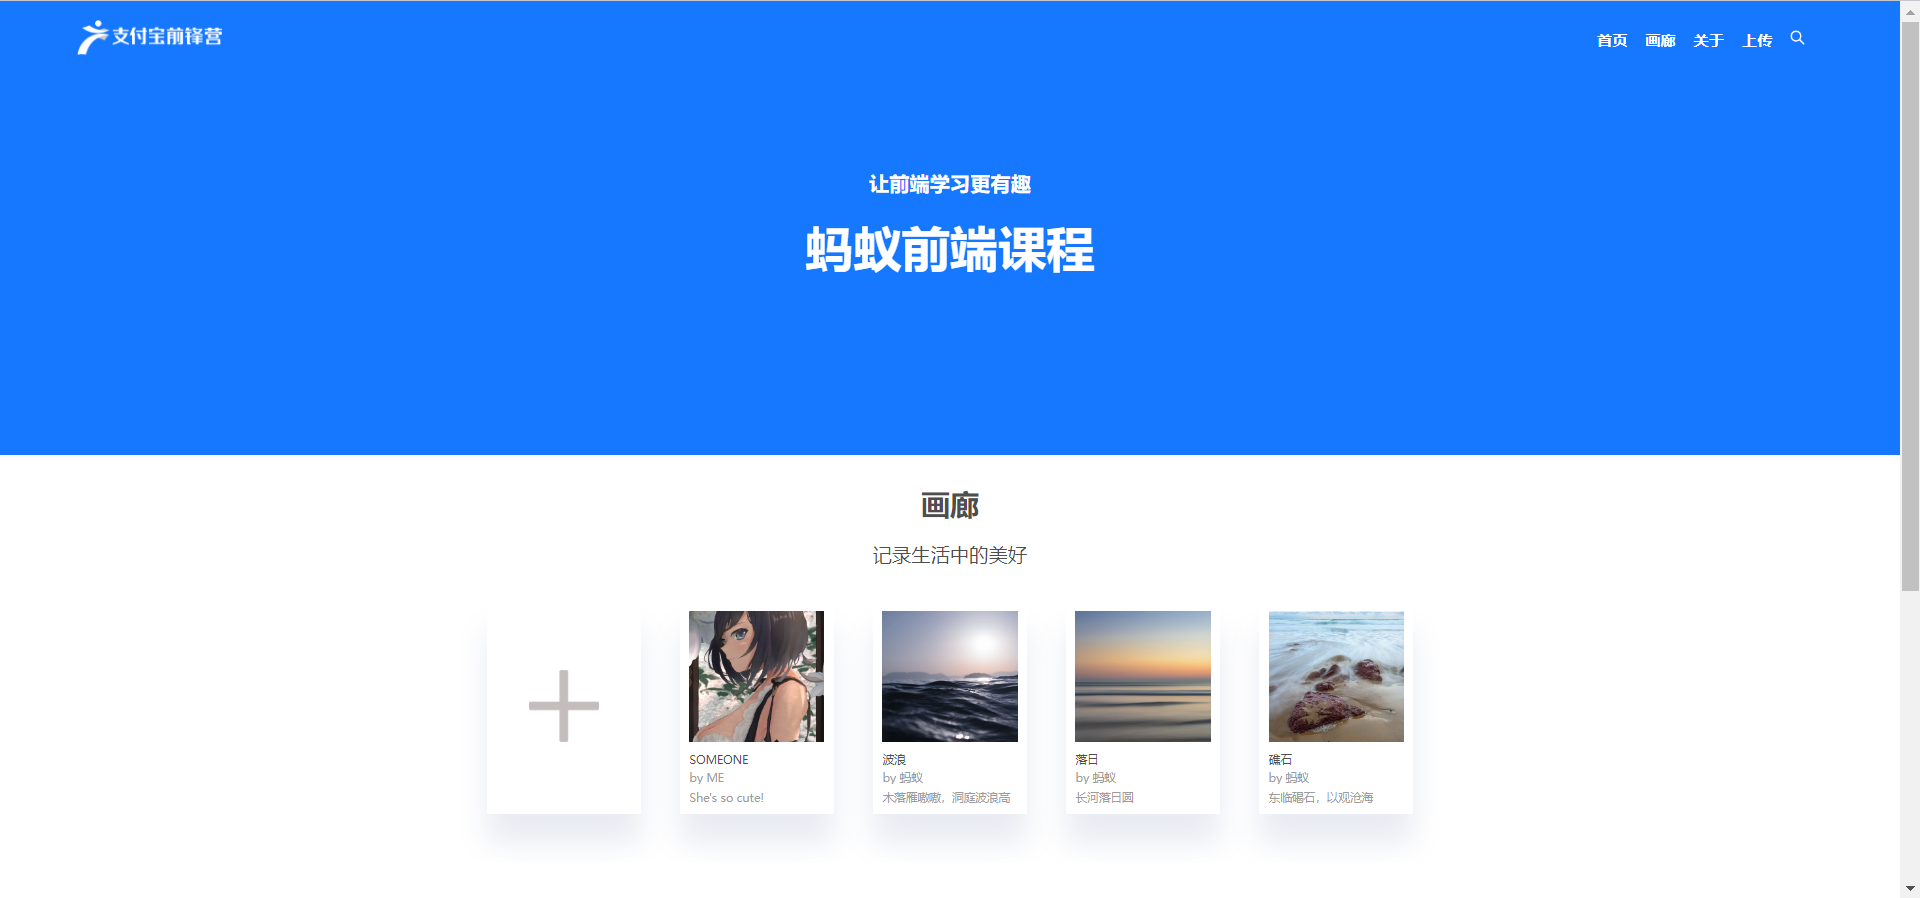 支付宝前锋营
首页 画廊 关于 上传
让前端学习更有趣
蚂蚁前端课程
画廊
记录生活中的美好
SOMEONE
by ME
She's so cute!
波浪
by 蚂蚁
木落雁嗷嗷，洞庭波浪高
落日
by 蚂蚁
长河落日圆
礁石
by 蚂蚁
东临碣石，以观沧海